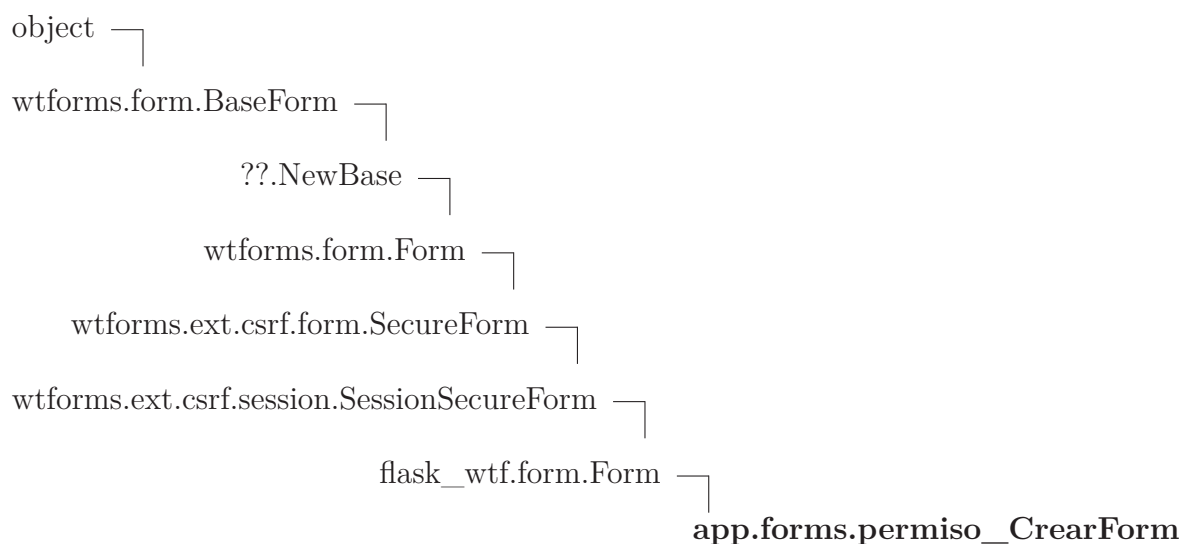 object
wtforms.form.BaseForm
??.NewBase
wtforms.form.Form
wtforms.ext.csrf.form.SecureForm
wtforms.ext.csrf.session.SessionSecureForm
flask_wtf.form.Form
app.forms.permiso_CrearForm